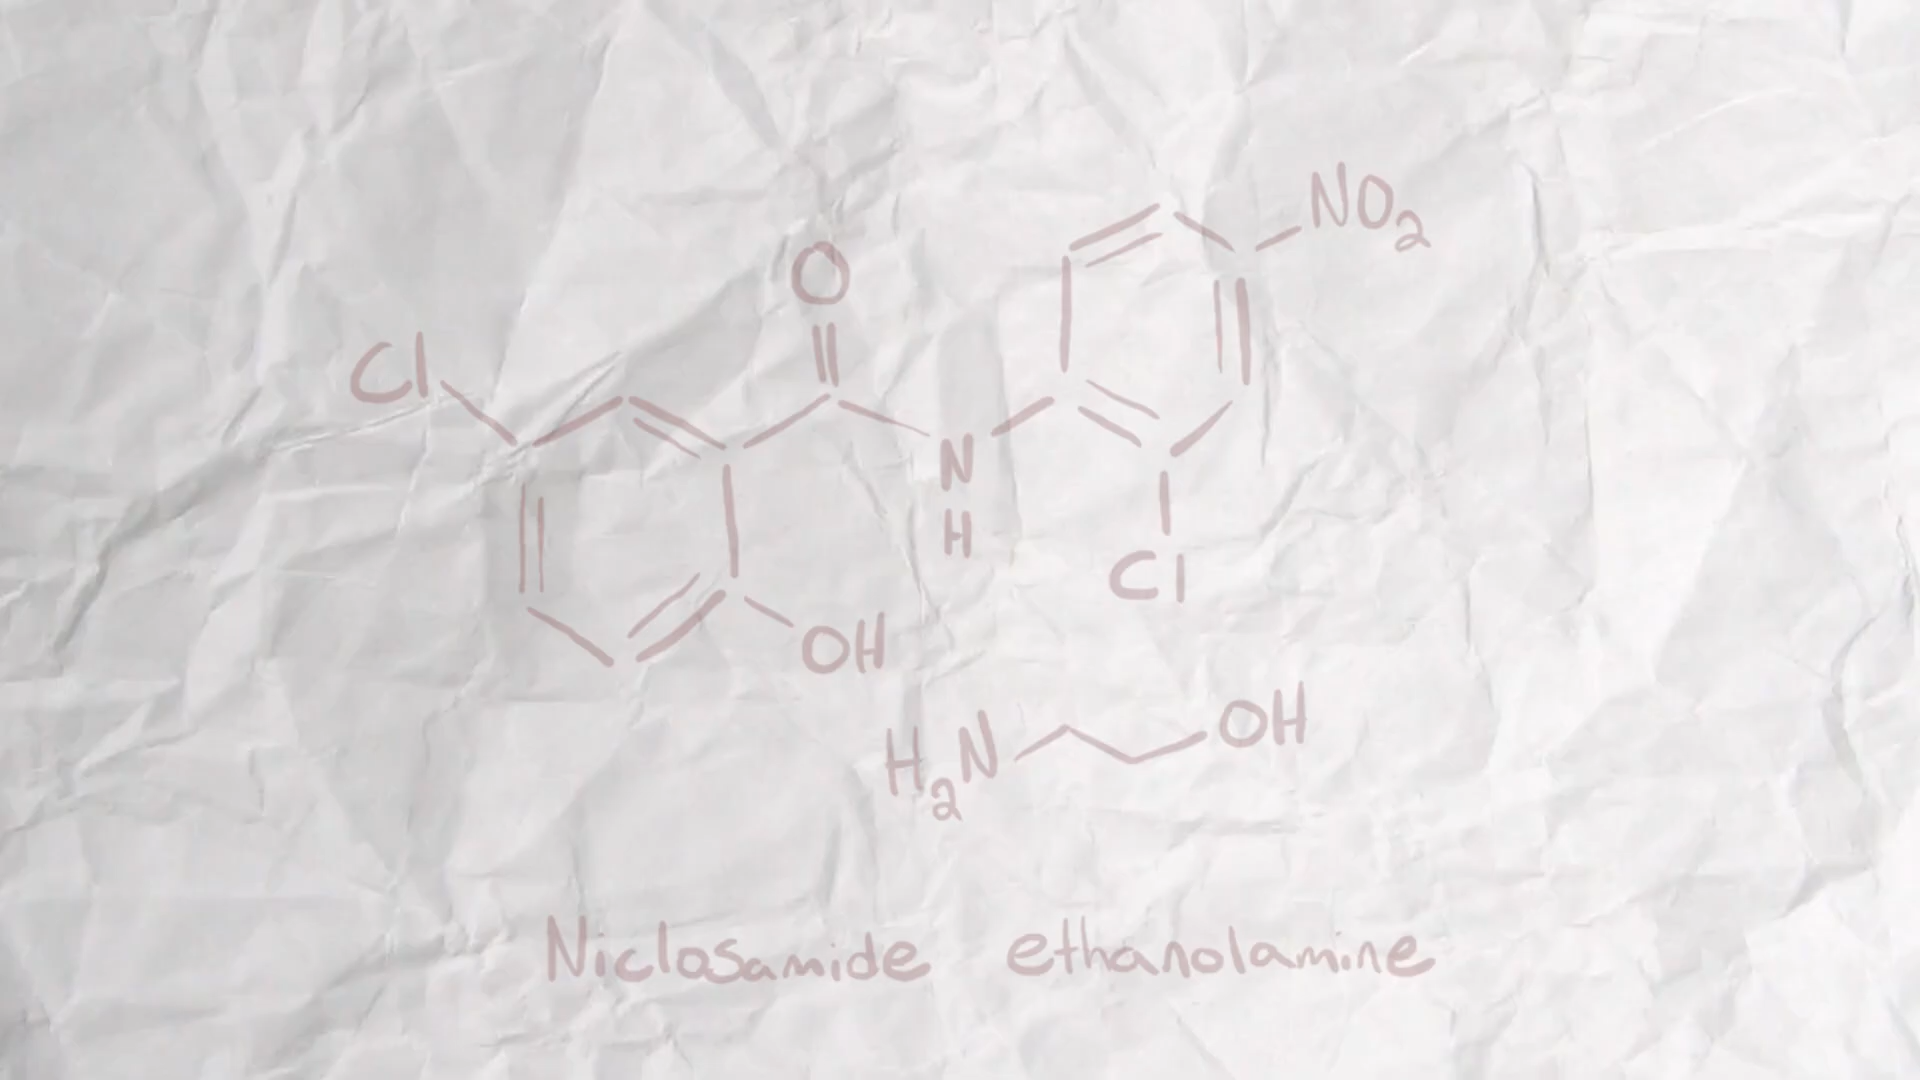 NO2
O
Cl
N
H
Cl
OH
H2N OH
Niclosamide ethanolamine